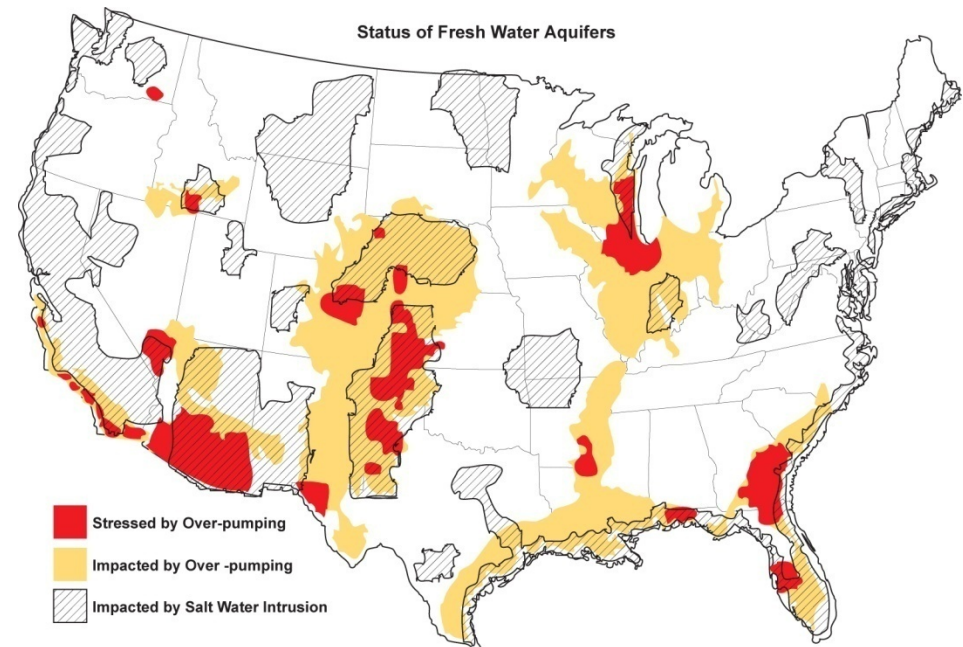 Status of Fresh Water Aquifers
Stressed by Over-pumping
Impacted by Over -pumping
Impacted by Salt Water Intrusion